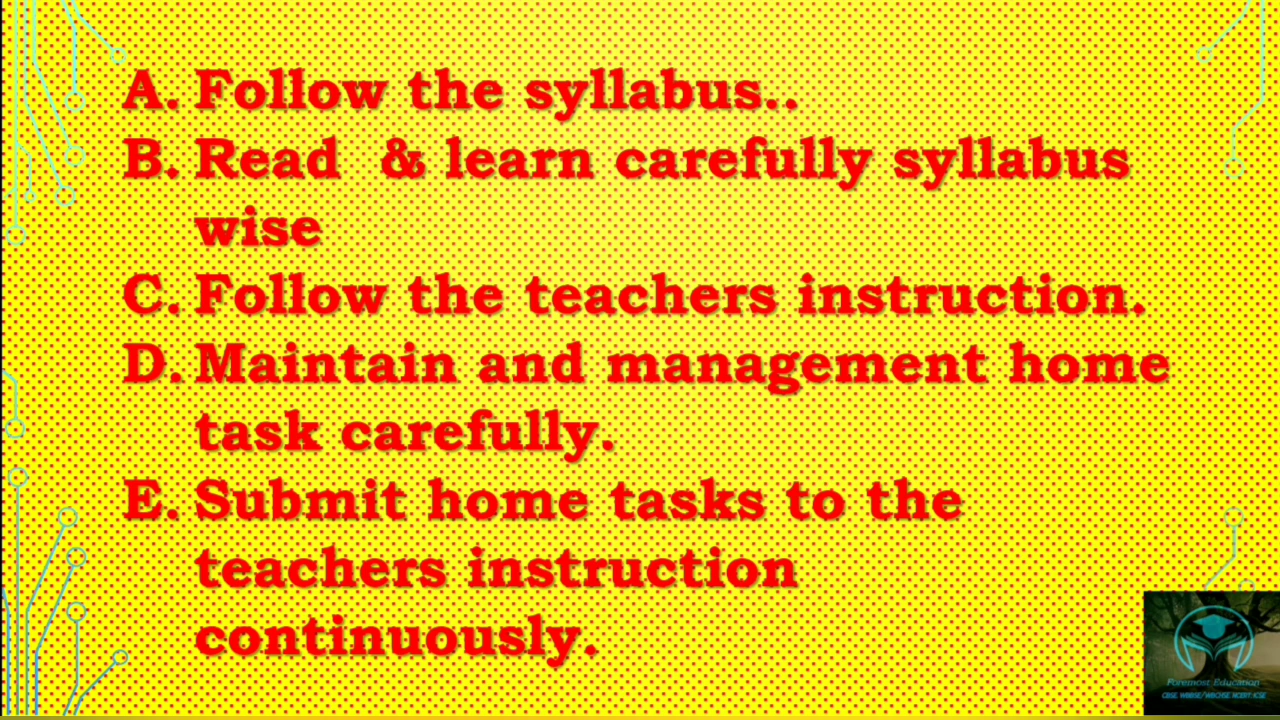 A. Follow the syllabus..
B. Read & learn carefully syllabus
wise
C. Follow the teachers instruction.
D. Maintain and management home
task carefully.
E. Submit home tasks to the
teachers instruction
continuously.
Foremost Education